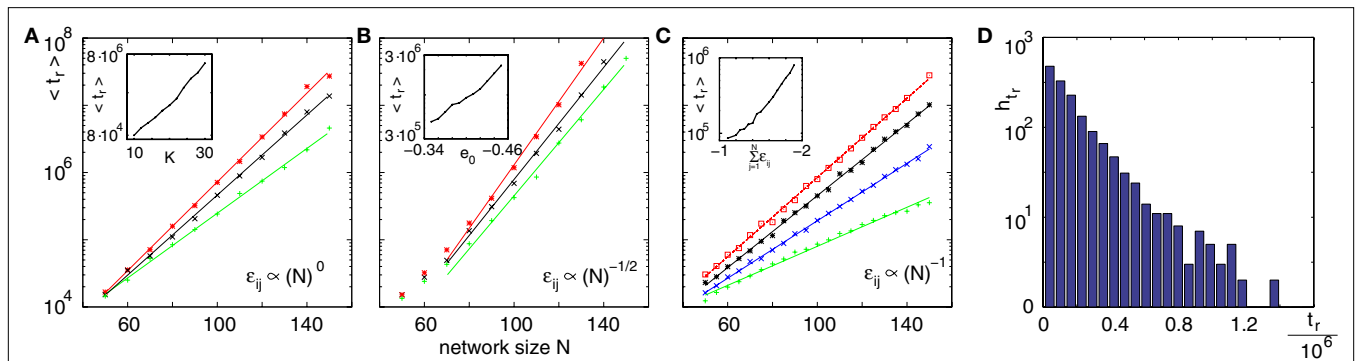 A
B
C
D
< t_r >
10^8
10^6
10^4
8·10^6
< t_r >
8·10^4
10 30
K
ε_ij ∝ (N)^0
60 100 140
3·10^6
< t_r >
3·10^5
−0.34 −0.46
e_0
ε_ij ∝ (N)^−1/2
60 100 140
network size N
10^6
< t_r >
10^5
−1 −2
N
Σ ε_ij
j=1
ε_ij ∝ (N)^−1
60 100 140
10^3
h_t_r
10^2
10^1
0
0 0.4 0.8 1.2
t_r
10^6